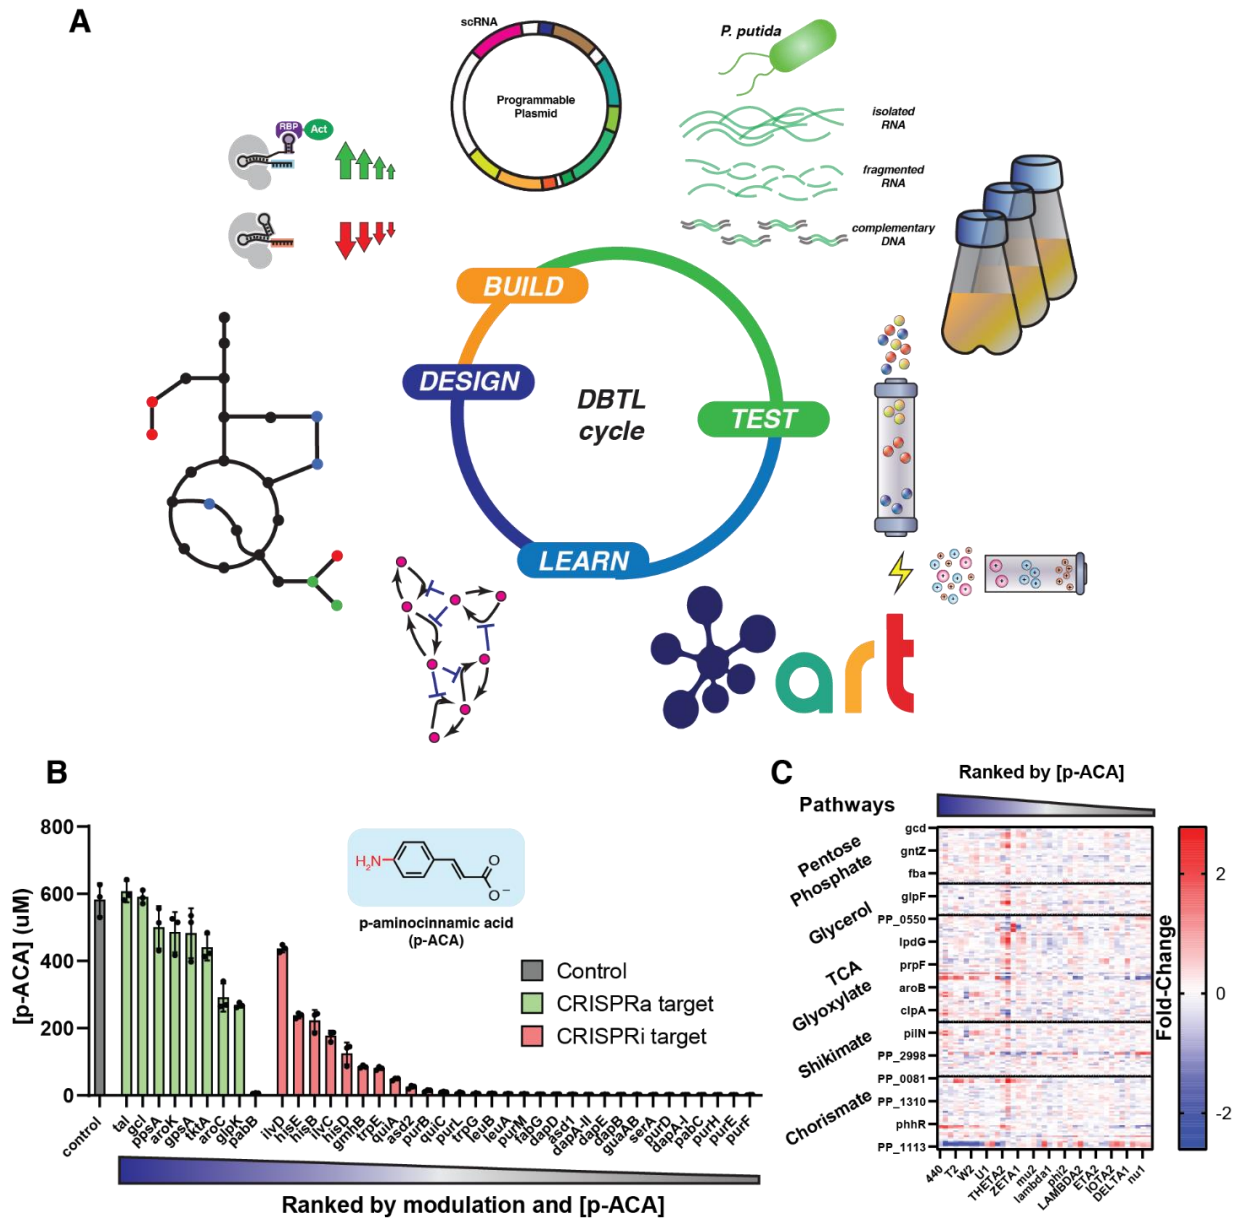 A
scRNA
Programmable
Plasmid
P. putida
isolated
RNA
fragmented
RNA
complementary
DNA
RBP
Act
BUILD
DESIGN
DBTL
cycle
TEST
LEARN
art
B
[p-ACA] (uM)
800
600
400
200
0
H₂N
O
O⁻
p-aminocinnamic acid
(p-ACA)
Control
CRISPRa target
CRISPRi target
control
tal
gcl
ppsA
aroK
gpsA
tktA
aroC
glpK
pabB
ilvD
hisE
hisB
ilvC
hisD
gmhB
trpE
quiA
asd2
purB
quiC
purL
trpG
leuB
leuA
purM
fabG
dapD
asd1
dapA-II
dapE
dapB
guaAB
serA
purD
dapA-I
pabC
purH
purE
purF
Ranked by modulation and [p-ACA]
C
Ranked by [p-ACA]
Pathways
Pentose
Phosphate
Glycerol
TCA
Glyoxylate
Shikimate
Chorismate
gcd
gntZ
fba
glpF
PP_0550
lpdG
prpF
aroB
clpA
pilN
PP_2998
PP_0081
PP_1310
phhR
PP_1113
440
T2
W2
U1
THETA2
ZETA1
mu2
lambda1
phi2
LAMBDA2
ETA2
IOTA2
DELTA1
nu1
2
0
-2
Fold-Change